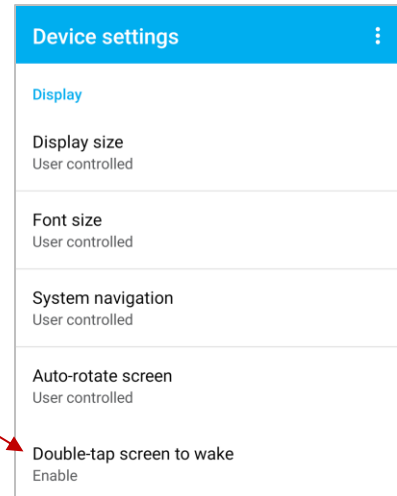 Device settings
Display
Display size
User controlled
Font size
User controlled
System navigation
User controlled
Auto-rotate screen
User controlled
Double-tap screen to wake
Enable